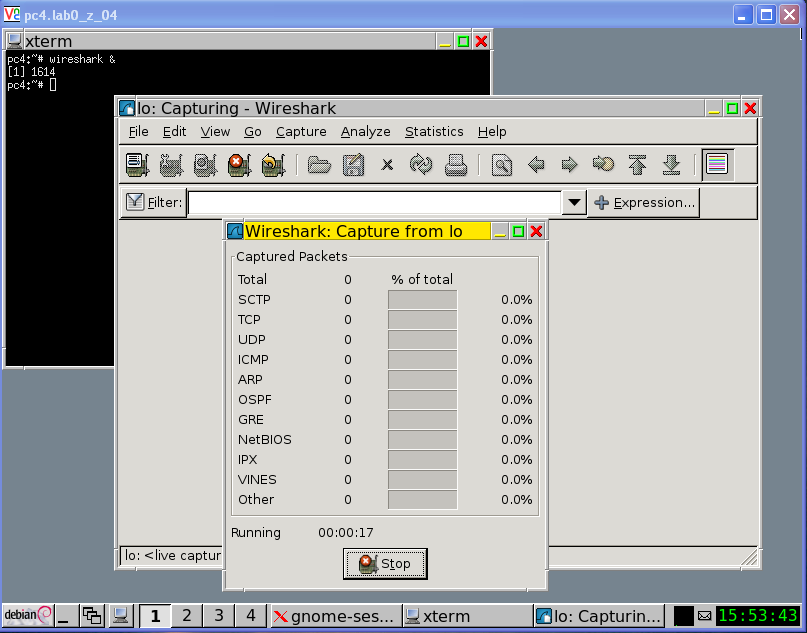 pc4.lab0_z_04
xterm
pc4:~# wireshark &
[1] 1614
pc4:~#
lo: Capturing - Wireshark
File Edit View Go Capture Analyze Statistics Help
Filter: Expression...
Wireshark: Capture from lo
Captured Packets
Total 0 % of total
SCTP 0 0.0%
TCP 0 0.0%
UDP 0 0.0%
ICMP 0 0.0%
ARP 0 0.0%
OSPF 0 0.0%
GRE 0 0.0%
NetBIOS 0 0.0%
IPX 0 0.0%
VINES 0 0.0%
Other 0 0.0%
Running 00:00:17
lo: <live captur
Stop
debian 1 2 3 4 gnome-ses... xterm lo: Capturin... 15:53:43